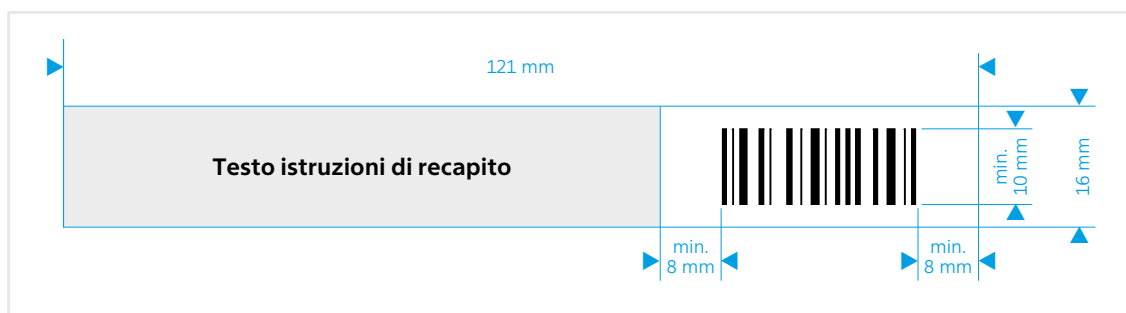 121 mm
Testo istruzioni di recapito
min.
10 mm
16 mm
min.
8 mm
min.
8 mm